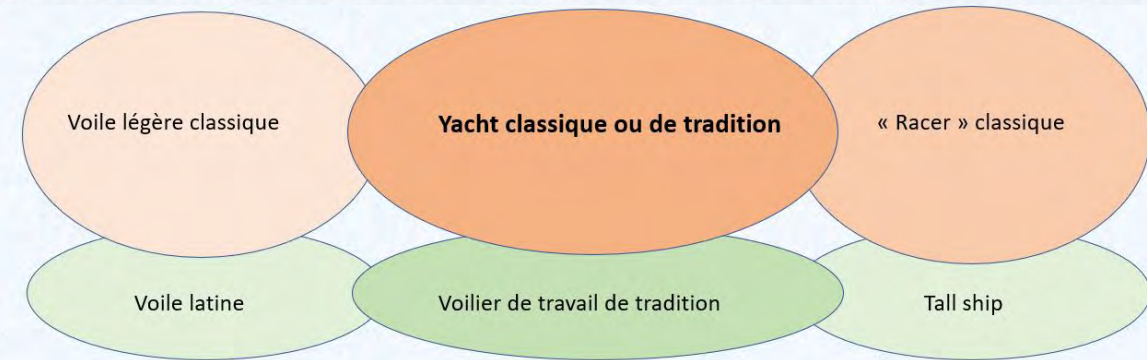 Voile légère classique
Yacht classique ou de tradition
« Racer » classique
Voile latine
Voilier de travail de tradition
Tall ship